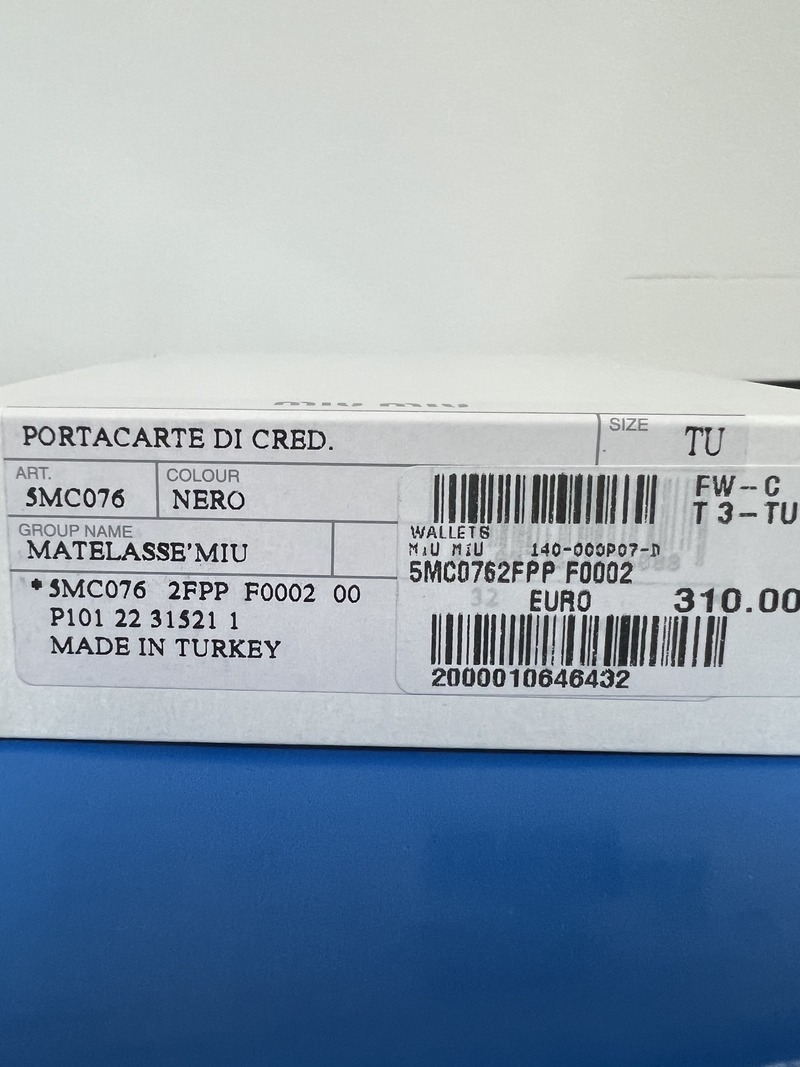 PORTACARTE DI CRED.
SIZE
TU
ART.
5MC076
COLOUR
NERO
GROUP NAME
MATELASSE'MIU
*5MC076 2FPP F0002 00
P101 22 31521 1
MADE IN TURKEY
FW-C
T 3-TU
WALLETS
MIU MIU 140-000P07-D
5MC0762FPP F0002
32
EURO 310.00
2000010646432